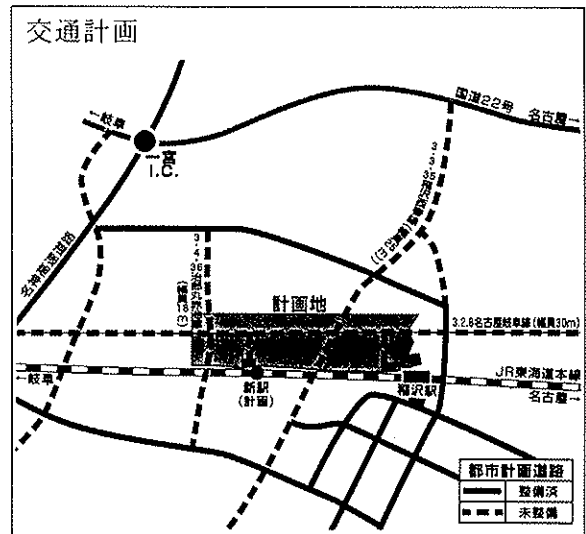 交通計画
国道22号
名古屋→
←岐阜
一宮
I.C.
名神高速道路
計画地
3.2.8名古屋岐阜線(幅員30m)
JR東海道本線
←岐阜
新駅
(計画)
稲沢駅
名古屋→
都市計画道路
整備済
未整備